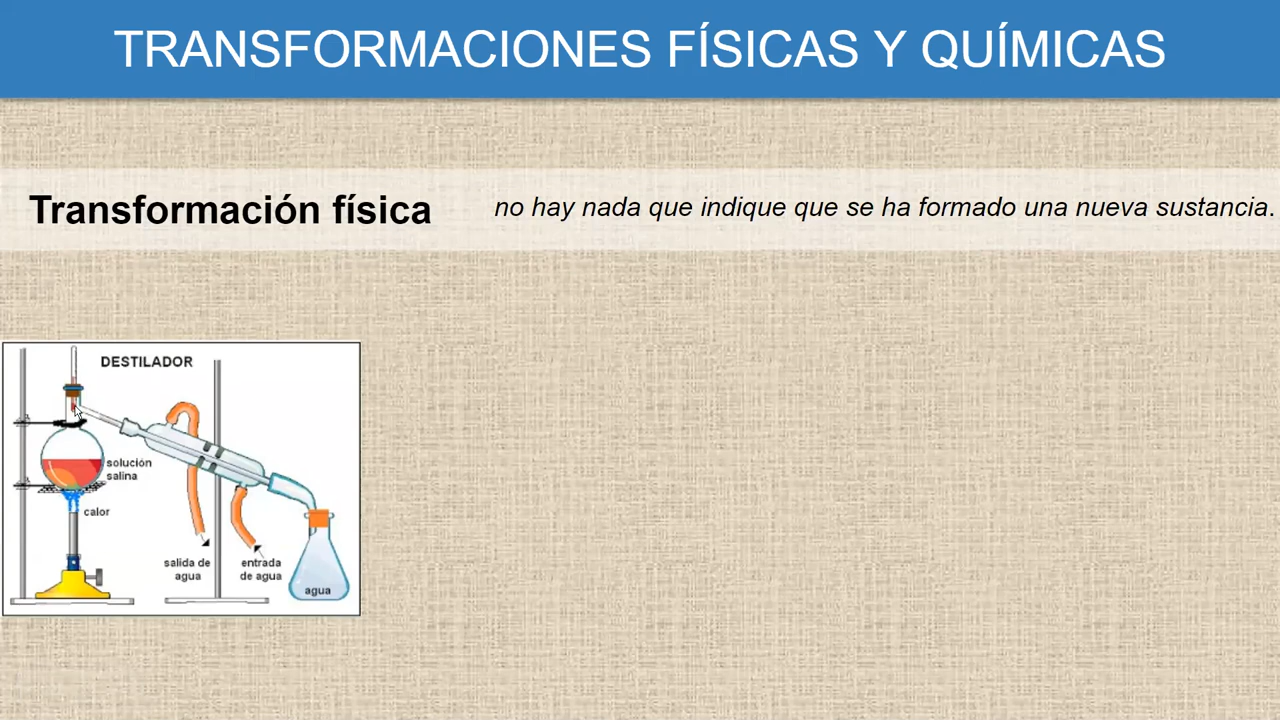 TRANSFORMACIONES FÍSICAS Y QUÍMICAS
Transformación física
no hay nada que indique que se ha formado una nueva sustancia.
DESTILADOR
solución
salina
calor
salida de
agua
entrada
de agua
agua